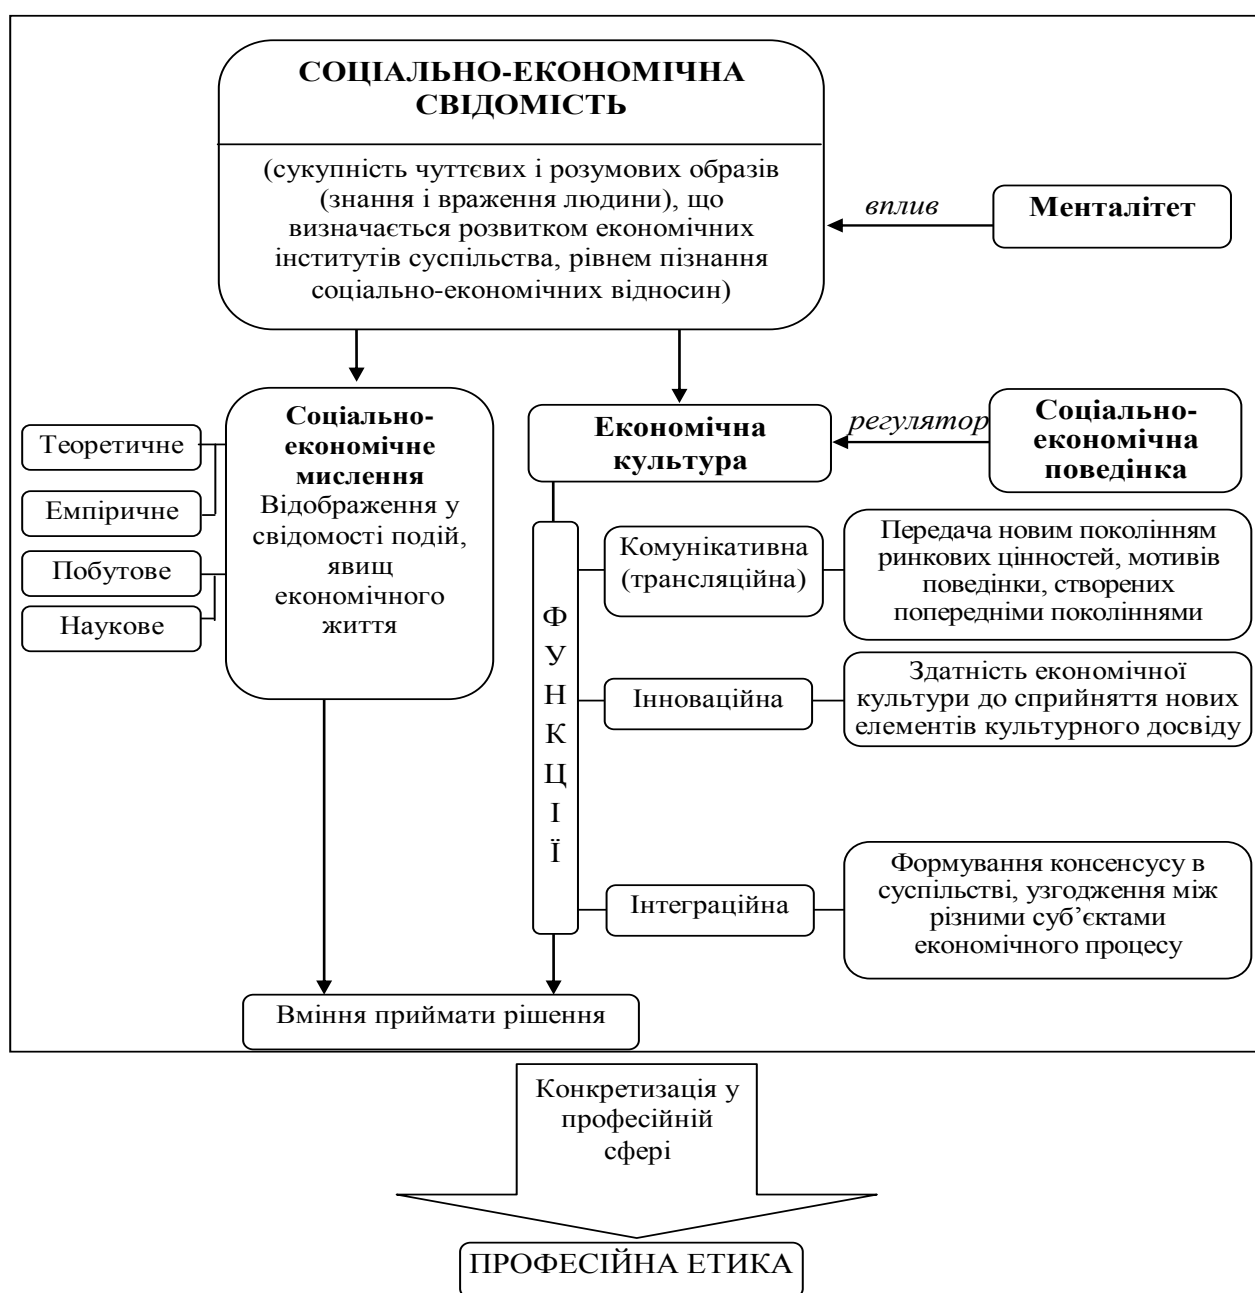 СОЦІАЛЬНО-ЕКОНОМІЧНА
СВІДОМІСТЬ
(сукупність чуттєвих і розумових образів
(знання і враження людини), що
визначається розвитком економічних
інститутів суспільства, рівнем пізнання
соціально-економічних відносин)
вплив
Менталітет
Соціально-
економічне
мислення
Відображення у
свідомості подій,
явищ
економічного
життя
Теоретичне
Емпіричне
Побутове
Наукове
Економічна
культура
регулятор
Соціально-
економічна
поведінка
Ф
У
Н
К
Ц
І
Ї
Комунікативна
(трансляційна)
Передача новим поколінням
ринкових цінностей, мотивів
поведінки, створених
попередніми поколіннями
Інноваційна
Здатність економічної
культури до сприйняття нових
елементів культурного досвіду
Інтеграційна
Формування консенсусу в
суспільстві, узгодження між
різними суб’єктами
економічного процесу
Вміння приймати рішення
Конкретизація у
професійній
сфері
ПРОФЕСІЙНА ЕТИКА